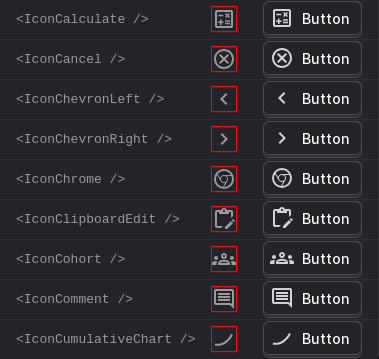 <IconCalculate /> Button
<IconCancel /> Button
<IconChevronLeft /> Button
<IconChevronRight /> Button
<IconChrome /> Button
<IconClipboardEdit /> Button
<IconCohort /> Button
<IconComment /> Button
<IconCumulativeChart /> Button